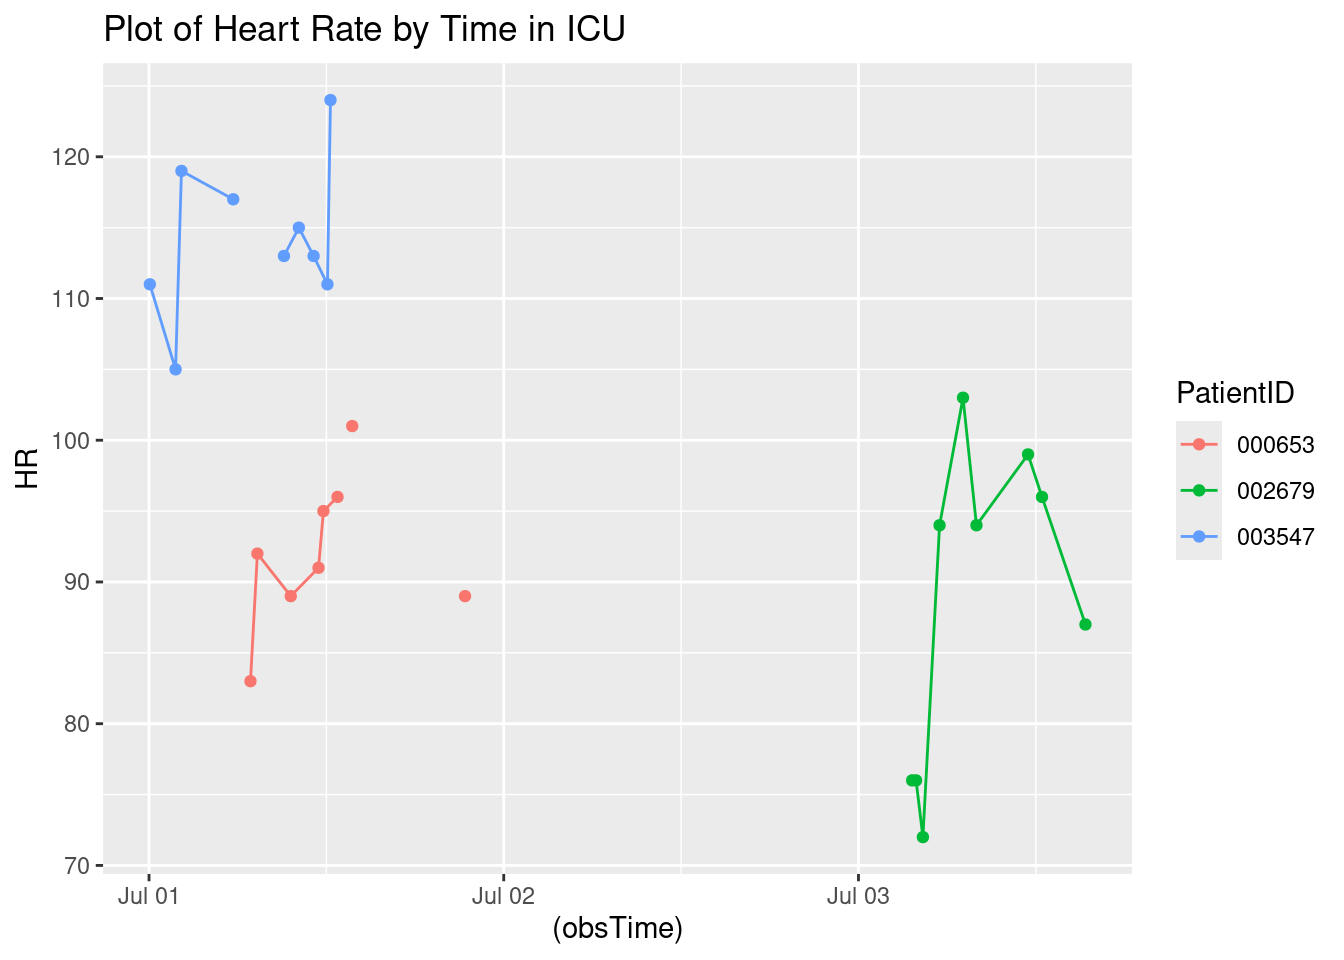 Plot of Heart Rate by Time in ICU
HR
120
110
100
90
80
70
Jul 01
Jul 02
Jul 03
(obsTime)
PatientID
000653
002679
003547